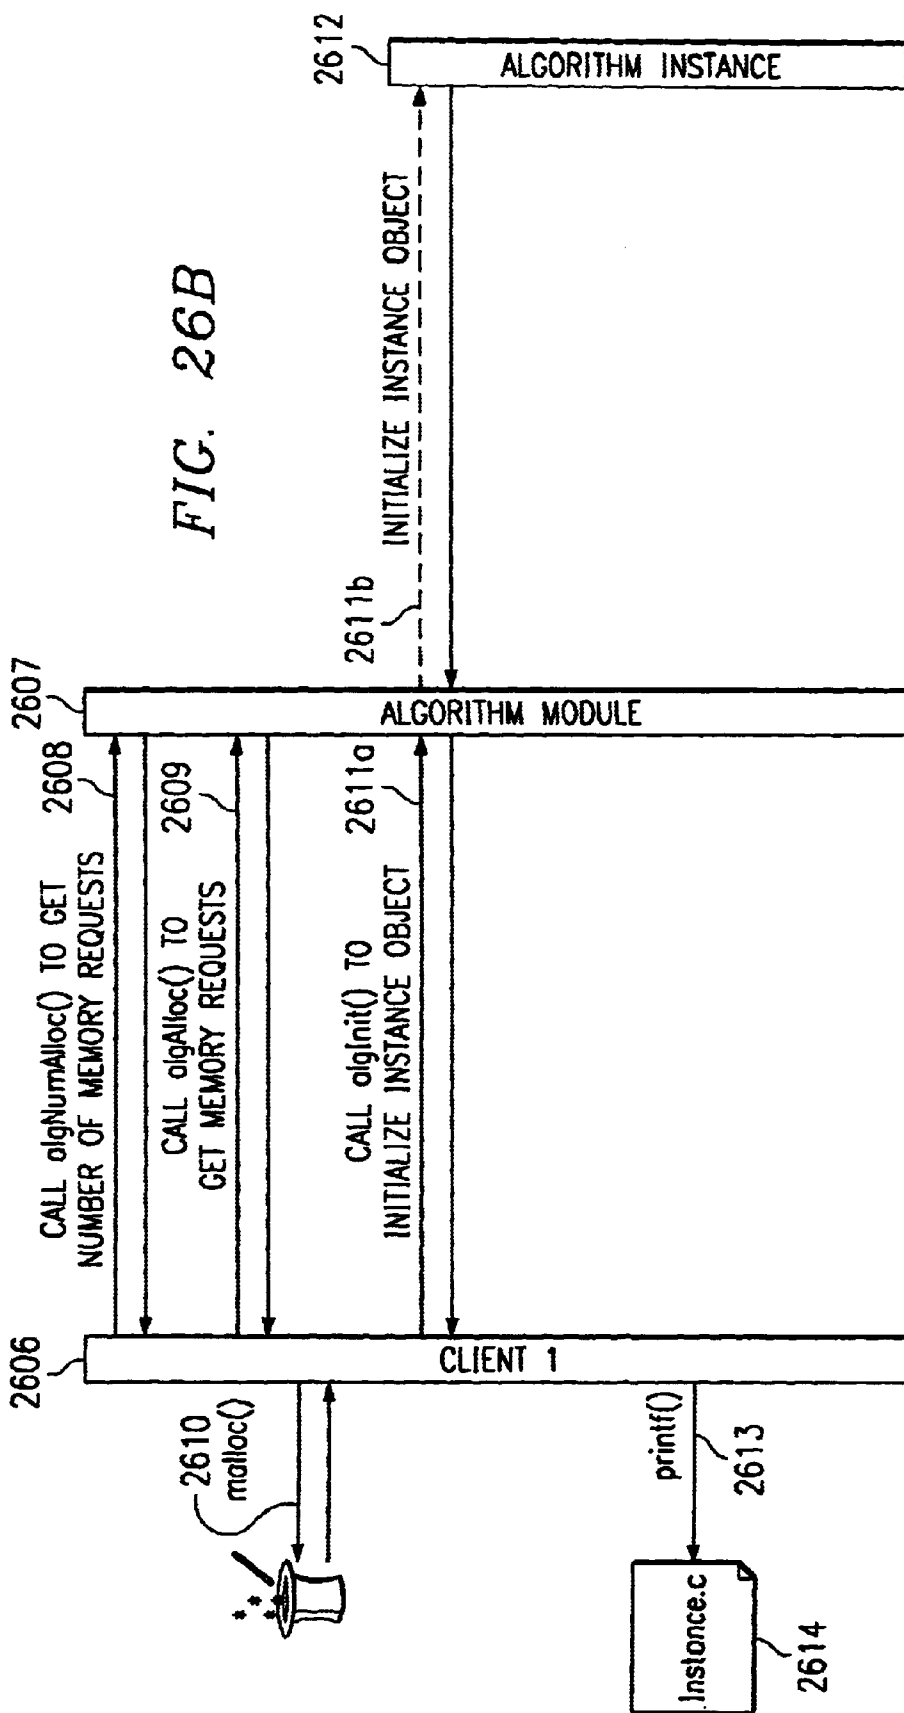 FIG. 26B
2606
CLIENT 1
2607
ALGORITHM MODULE
2612
ALGORITHM INSTANCE
CALL algNumAlloc() TO GET
NUMBER OF MEMORY REQUESTS
2608
CALL algAlloc() TO
GET MEMORY REQUESTS
2609
2610
malloc()
CALL algInit() TO
INITIALIZE INSTANCE OBJECT
2611a
2611b
INITIALIZE INSTANCE OBJECT
printf()
2613
Instance.c
2614